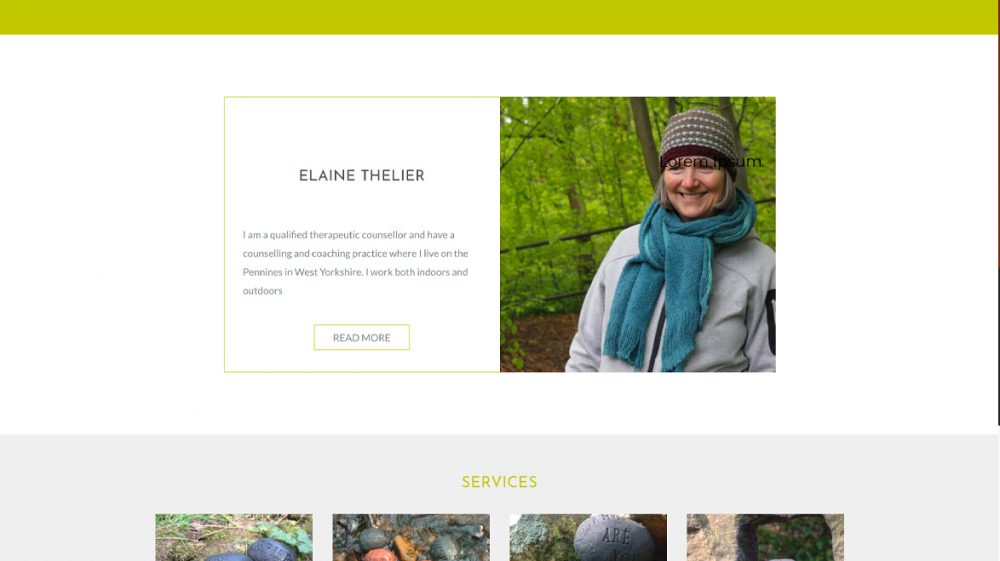 ELAINE THELIER
Lorem Ipsum
I am a qualified therapeutic counsellor and have a
counselling and coaching practice where I live on the
Pennines in West Yorkshire. I work both indoors and
outdoors
READ MORE
SERVICES
ARE